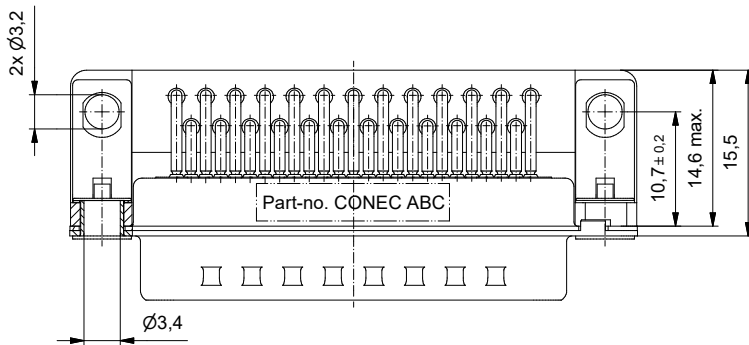 2x Ø3,2
Part-no. CONEC ABC
10,7 ± 0,2
14,6 max.
15,5
Ø3,4